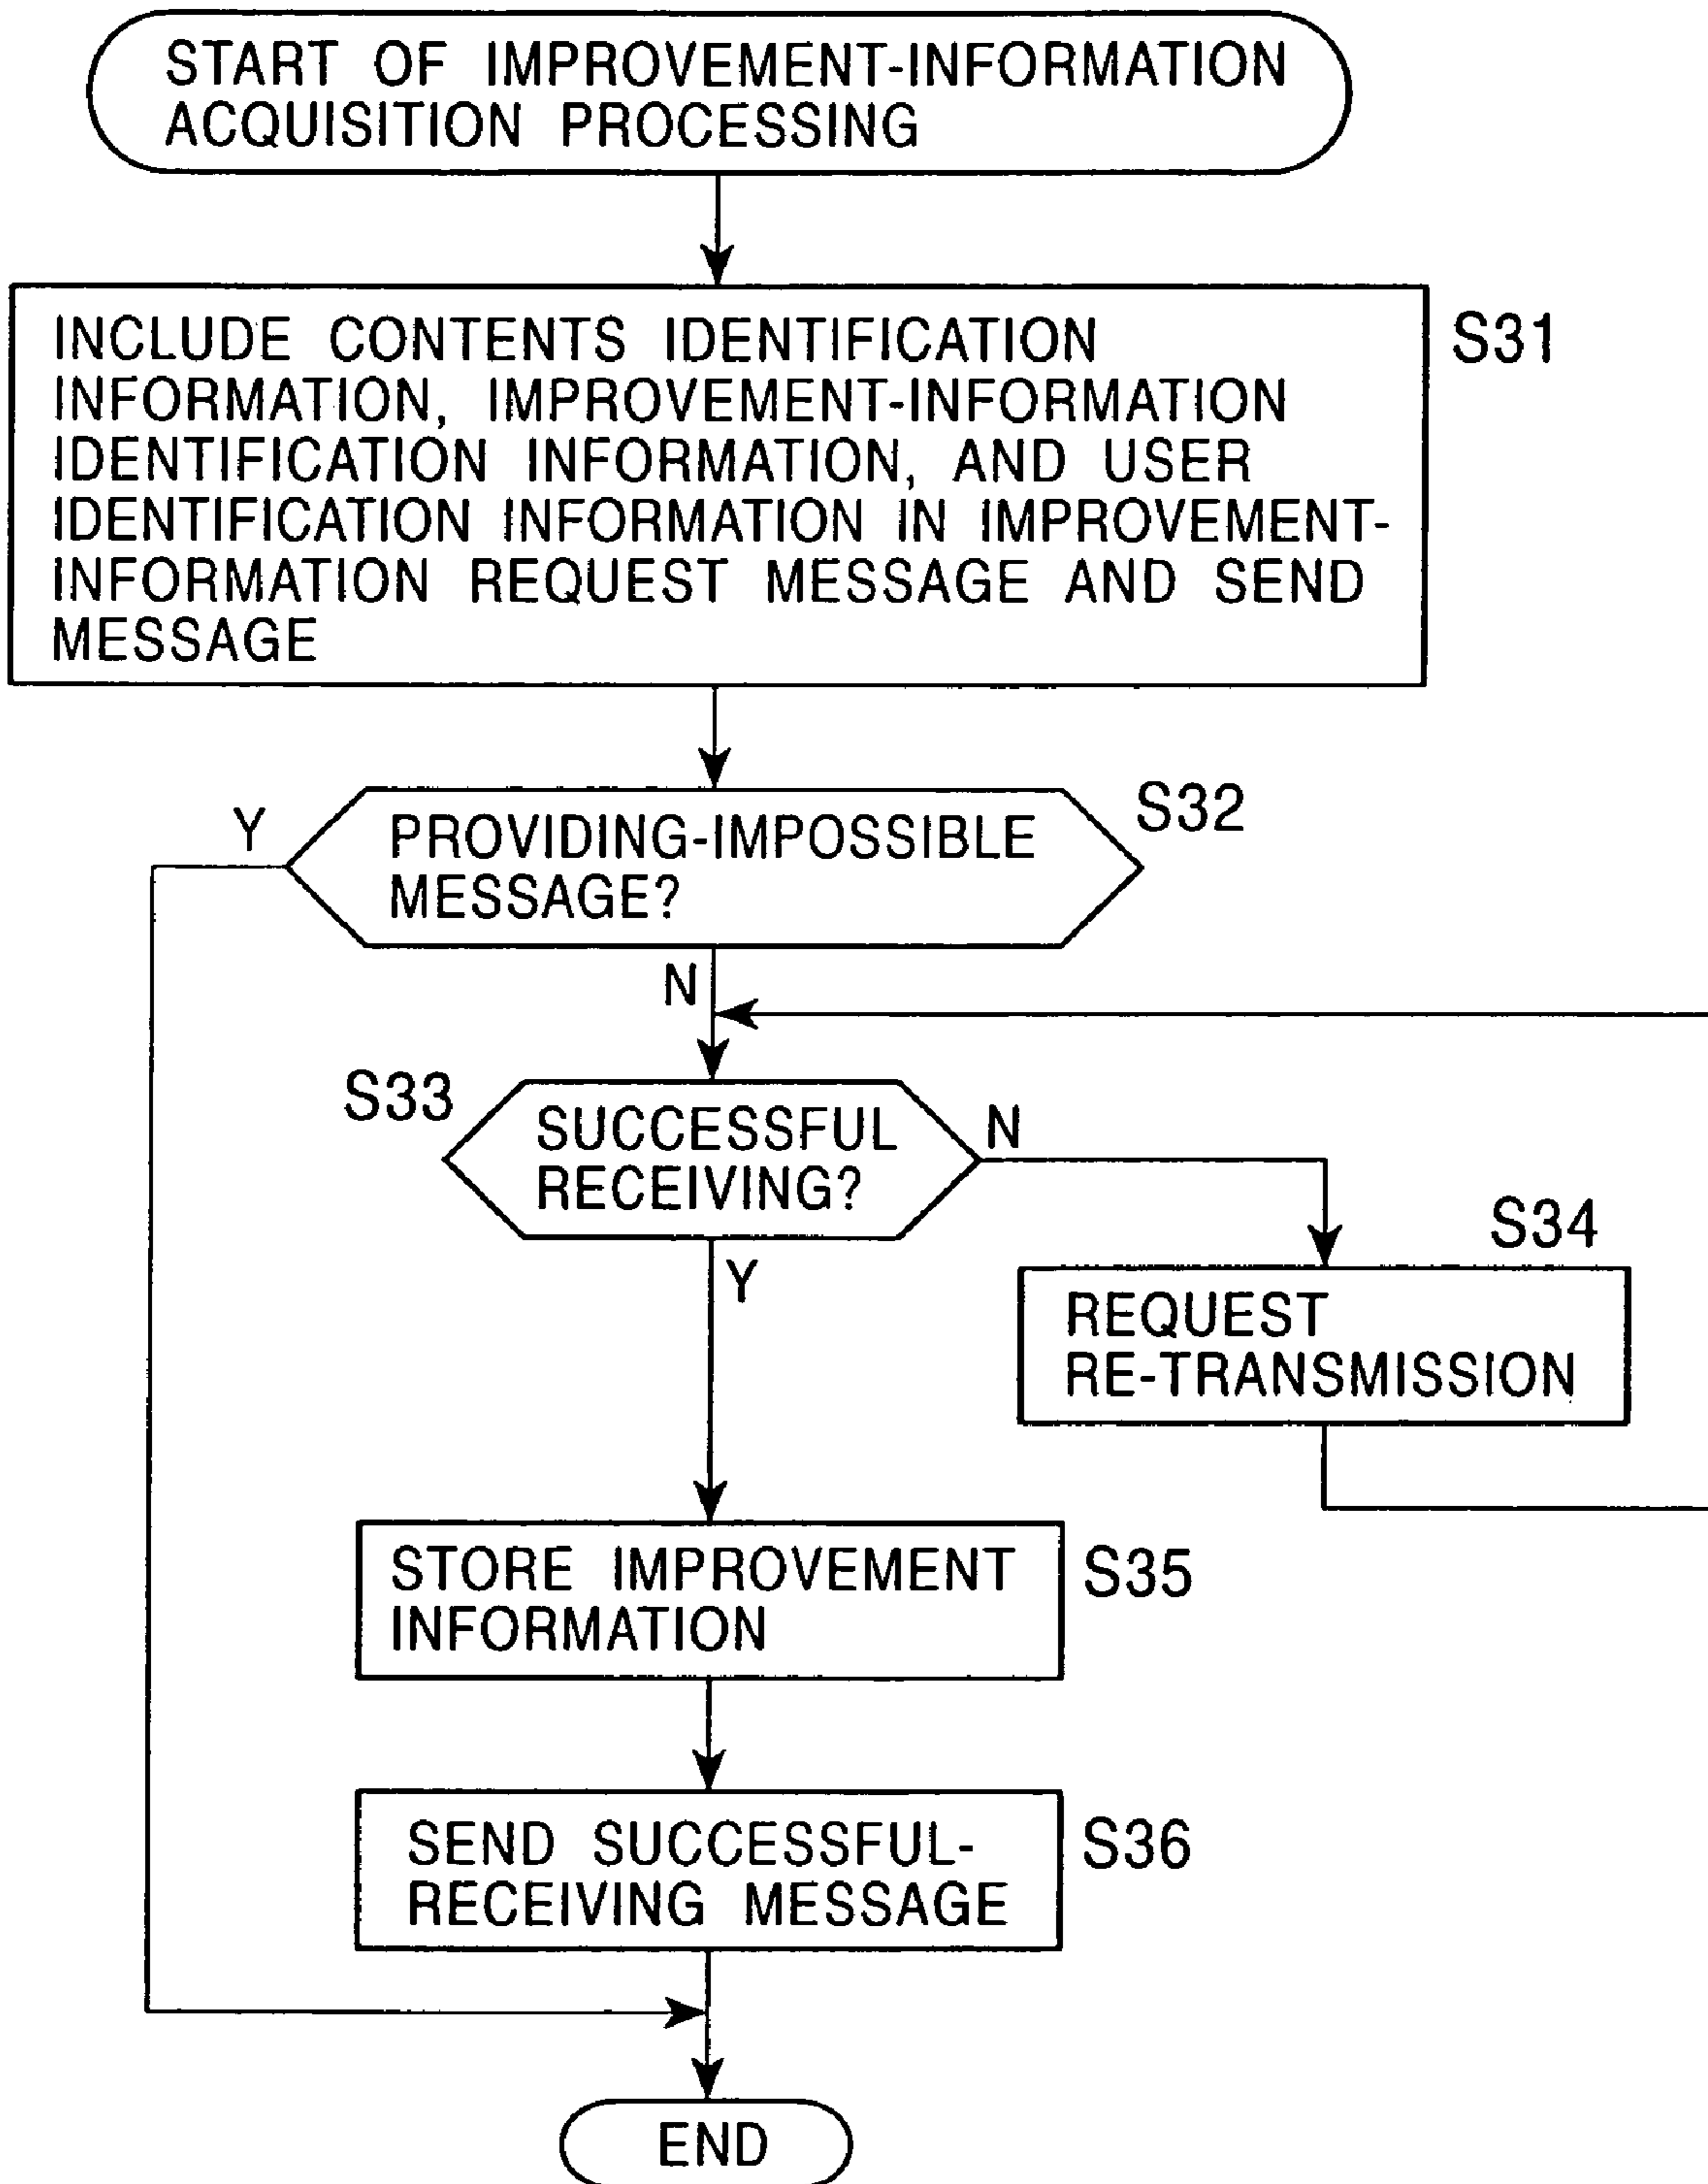 START OF IMPROVEMENT-INFORMATION
ACQUISITION PROCESSING
INCLUDE CONTENTS IDENTIFICATION
INFORMATION, IMPROVEMENT-INFORMATION
IDENTIFICATION INFORMATION, AND USER
IDENTIFICATION INFORMATION IN IMPROVEMENT-
INFORMATION REQUEST MESSAGE AND SEND
MESSAGE
S31
PROVIDING-IMPOSSIBLE
MESSAGE?
S32
Y
N
S33
SUCCESSFUL
RECEIVING?
N
Y
S34
REQUEST
RE-TRANSMISSION
STORE IMPROVEMENT
INFORMATION
S35
SEND SUCCESSFUL-
RECEIVING MESSAGE
S36
END